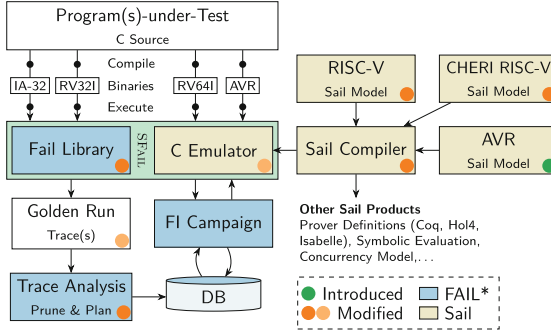 Program(s)-under-Test
C Source
Compile
IA-32
RV32I
Binaries
RV64I
AVR
Execute
RISC-V
Sail Model
CHERI RISC-V
Sail Model
Fail Library
SFAIL
C Emulator
Sail Compiler
AVR
Sail Model
Golden Run
Trace(s)
FI Campaign
Other Sail Products
Prover Definitions (Coq, Hol4,
Isabelle), Symbolic Evaluation,
Concurrency Model,...
Trace Analysis
Prune & Plan
DB
Introduced
Modified
FAIL*
Sail